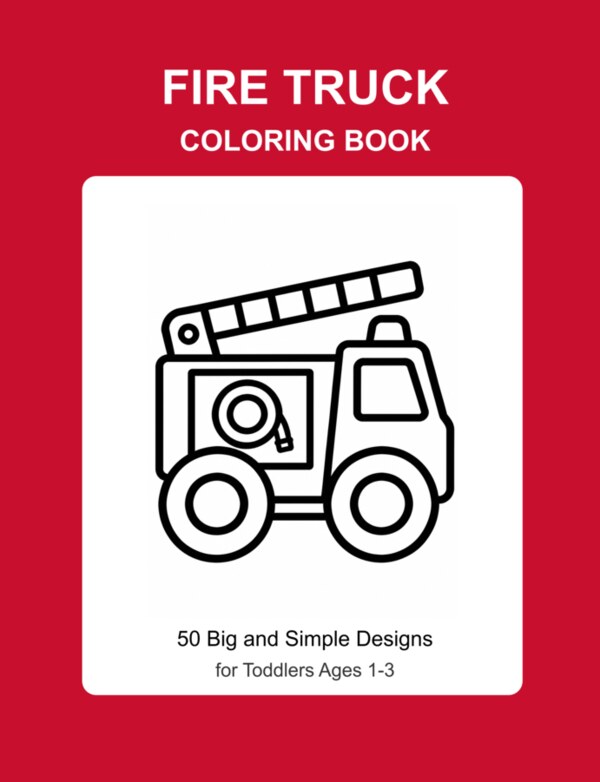 FIRE TRUCK
COLORING BOOK
50 Big and Simple Designs
for Toddlers Ages 1-3